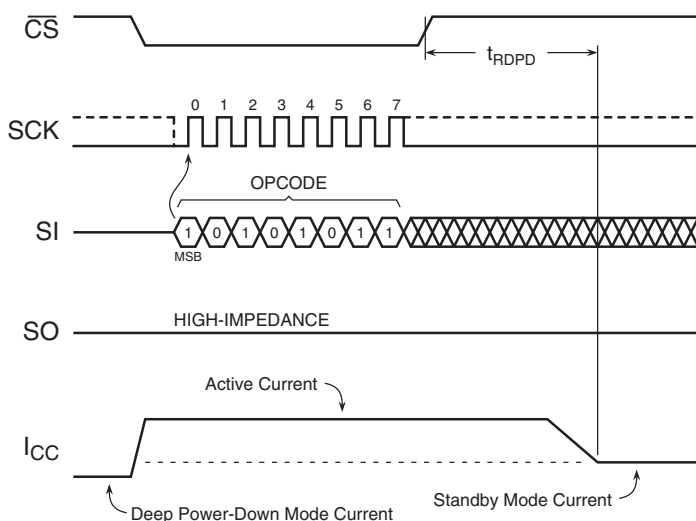 CS
tRDPD
0 1 2 3 4 5 6 7
SCK
OPCODE
SI
1 0 1 0 1 0 1 1
MSB
SO
HIGH-IMPEDANCE
Active Current
ICC
Deep Power-Down Mode Current
Standby Mode Current